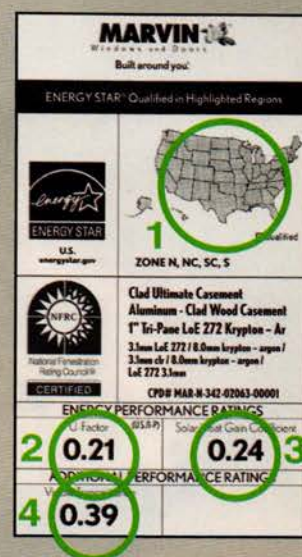 MARVIN
Windows and Doors
Built around you.
ENERGY STAR® Qualified in Highlighted Regions
energy
ENERGY STAR
U.S.
energystar.gov
1
Qualified
ZONE N, NC, SC, S
NFRC
National Fenestration
Rating Council®
CERTIFIED
Clad Ultimate Casement
Aluminum - Clad Wood Casement
1" Tri-Pane LoE 272 Krypton - Ar
3.1mm LoE 272 / 8.0mm krypton - argon /
3.1mm clr / 8.0mm krypton - argon /
LoE 272 3.1mm
CPD# MAR-N-342-02063-00001
ENERGY PERFORMANCE RATINGS
U. Factor (U.S./I-P)
2 0.21
Solar Heat Gain Coefficient
0.24 3
ADDITIONAL PERFORMANCE RATINGS
4 0.39